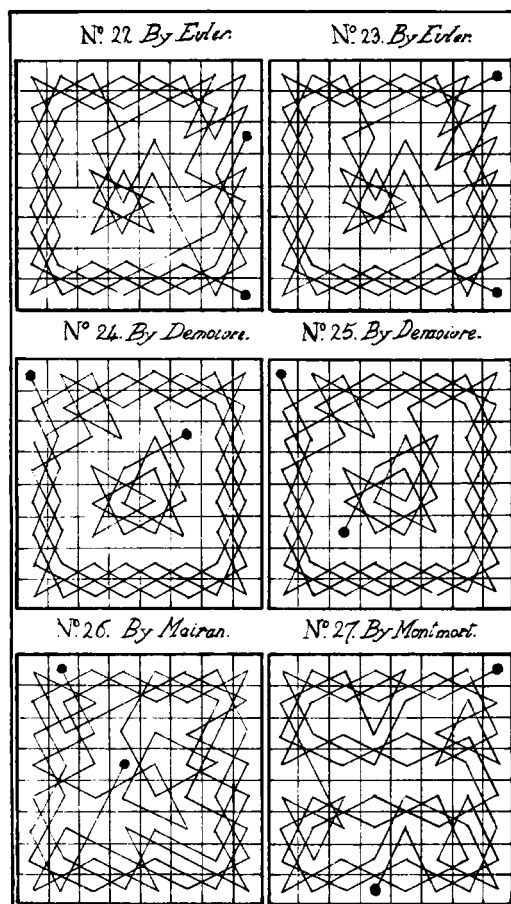 Nº 22 By Euler.
Nº 23. By Euler.
Nº 24. By Demoivre.
Nº 25. By Demoivre.
Nº 26. By Mairan.
Nº 27. By Montmort.